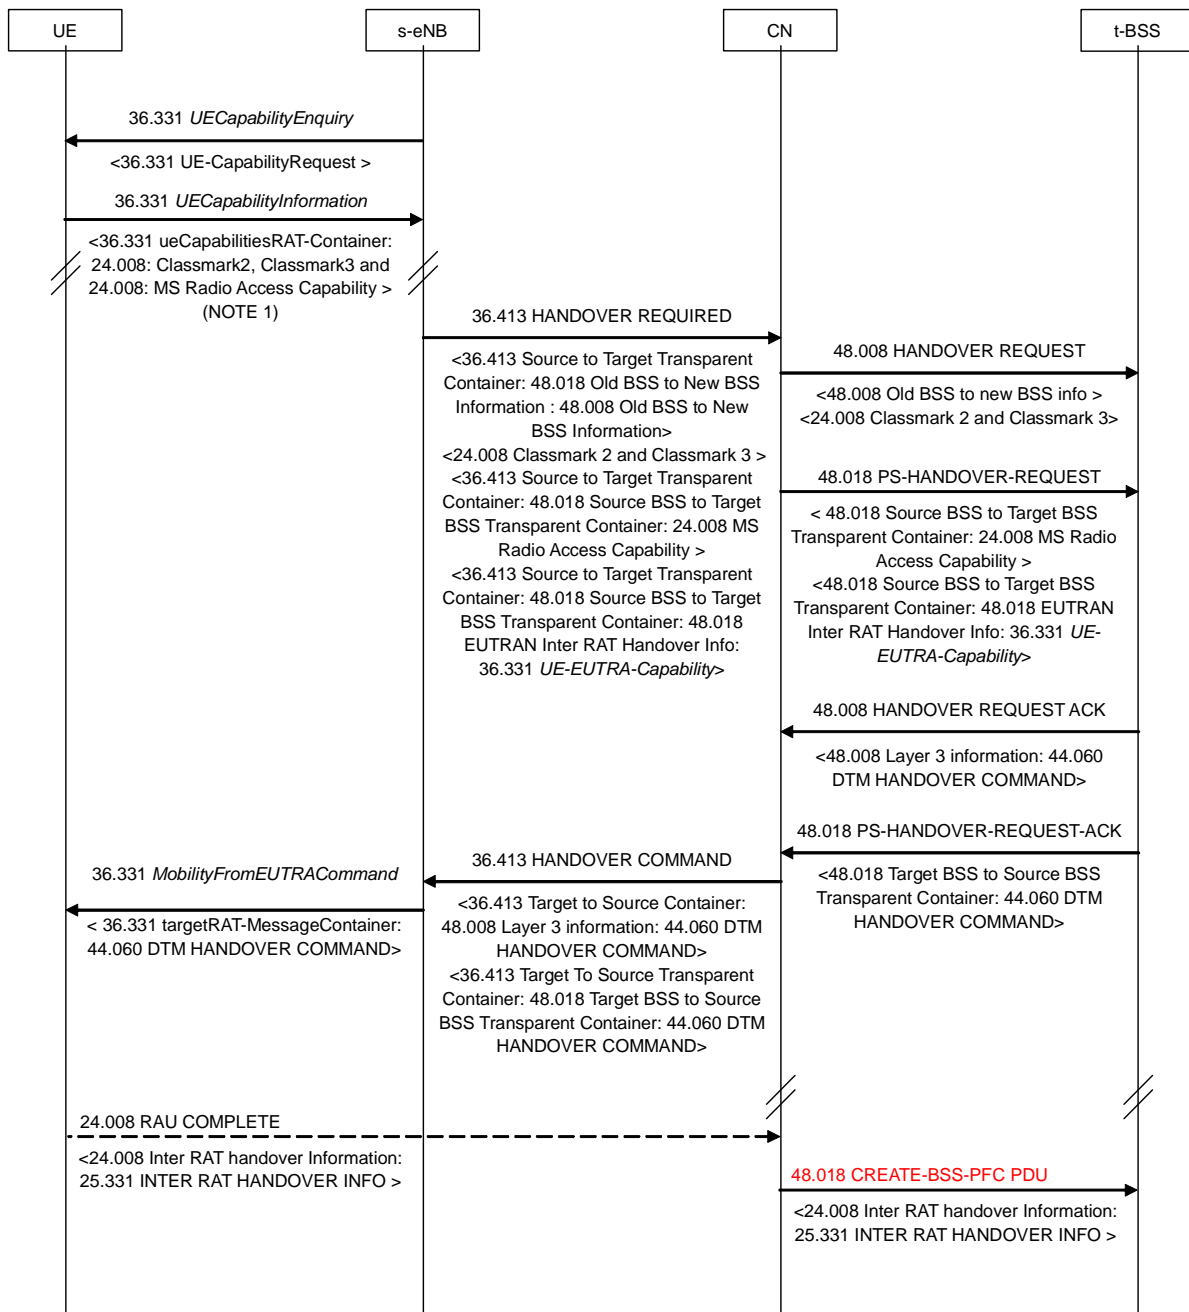 UE
s-eNB
CN
t-BSS
36.331 UECapabilityEnquiry
<36.331 UE-CapabilityRequest >
36.331 UECapabilityInformation
<36.331 ueCapabilitiesRAT-Container:
24.008: Classmark2, Classmark3 and
24.008: MS Radio Access Capability >
(NOTE 1)
36.413 HANDOVER REQUIRED
<36.413 Source to Target Transparent
Container: 48.018 Old BSS to New BSS
Information : 48.008 Old BSS to New
BSS Information>
<24.008 Classmark 2 and Classmark 3 >
<36.413 Source to Target Transparent
Container: 48.018 Source BSS to Target
BSS Transparent Container: 24.008 MS
Radio Access Capability >
<36.413 Source to Target Transparent
Container: 48.018 Source BSS to Target
BSS Transparent Container: 48.018
EUTRAN Inter RAT Handover Info:
36.331 UE-EUTRA-Capability>
48.008 HANDOVER REQUEST
<48.008 Old BSS to new BSS info >
<24.008 Classmark 2 and Classmark 3>
48.018 PS-HANDOVER-REQUEST
< 48.018 Source BSS to Target BSS
Transparent Container: 24.008 MS Radio
Access Capability >
<48.018 Source BSS to Target BSS
Transparent Container: 48.018 EUTRAN
Inter RAT Handover Info: 36.331 UE-
EUTRA-Capability>
48.008 HANDOVER REQUEST ACK
<48.008 Layer 3 information: 44.060
DTM HANDOVER COMMAND>
48.018 PS-HANDOVER-REQUEST-ACK
<48.018 Target BSS to Source BSS
Transparent Container: 44.060 DTM
HANDOVER COMMAND>
36.413 HANDOVER COMMAND
<36.413 Target to Source Container:
48.008 Layer 3 information: 44.060 DTM
HANDOVER COMMAND>
<36.413 Target To Source Transparent
Container: 48.018 Target BSS to Source
BSS Transparent Container: 44.060 DTM
HANDOVER COMMAND>
36.331 MobilityFromEUTRACommand
< 36.331 targetRAT-MessageContainer:
44.060 DTM HANDOVER COMMAND>
24.008 RAU COMPLETE
<24.008 Inter RAT handover Information:
25.331 INTER RAT HANDOVER INFO >
48.018 CREATE-BSS-PFC PDU
<24.008 Inter RAT handover Information:
25.331 INTER RAT HANDOVER INFO >